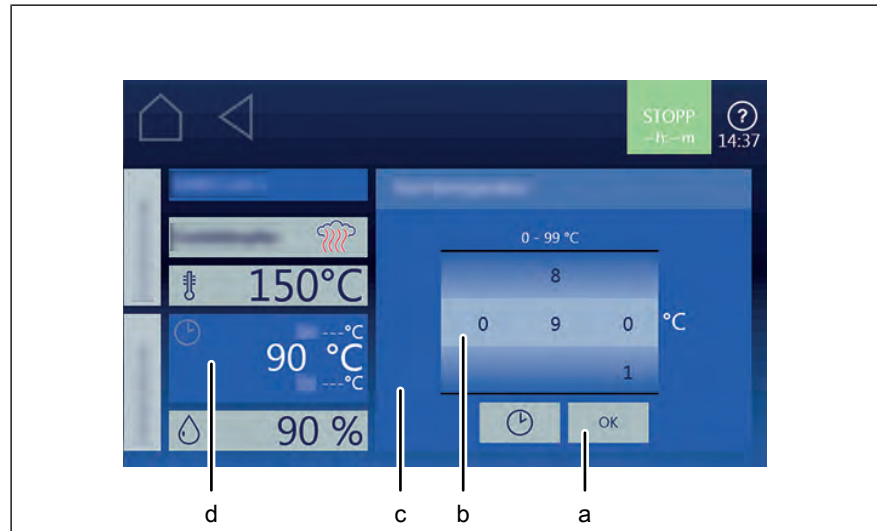 STOPP
--h:--m
?
14:37
0 - 99 °C
150°C
8
0 9 0 °C
1
---°C
90 °C
---°C
90 %
OK
d c b a